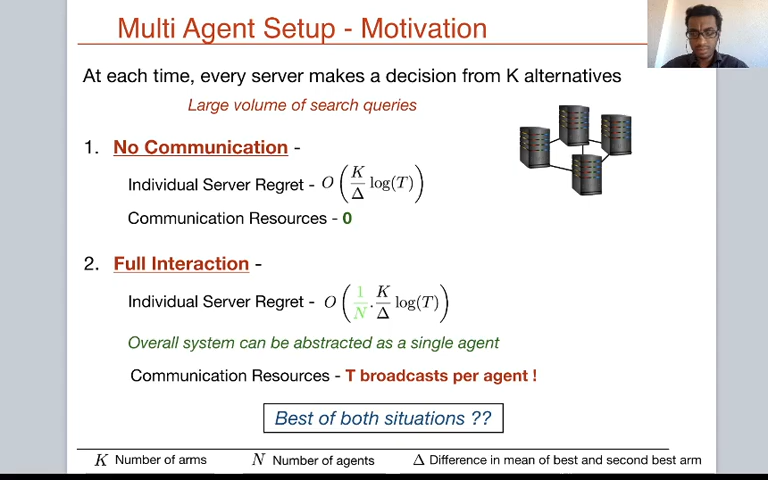 Multi Agent Setup - Motivation
At each time, every server makes a decision from K alternatives
Large volume of search queries
1. No Communication -
Individual Server Regret - O(K/Δ log(T))
Communication Resources - 0
2. Full Interaction -
Individual Server Regret - O(1/N . K/Δ log(T))
Overall system can be abstracted as a single agent
Communication Resources - T broadcasts per agent !
Best of both situations ??
K Number of arms N Number of agents Δ Difference in mean of best and second best arm